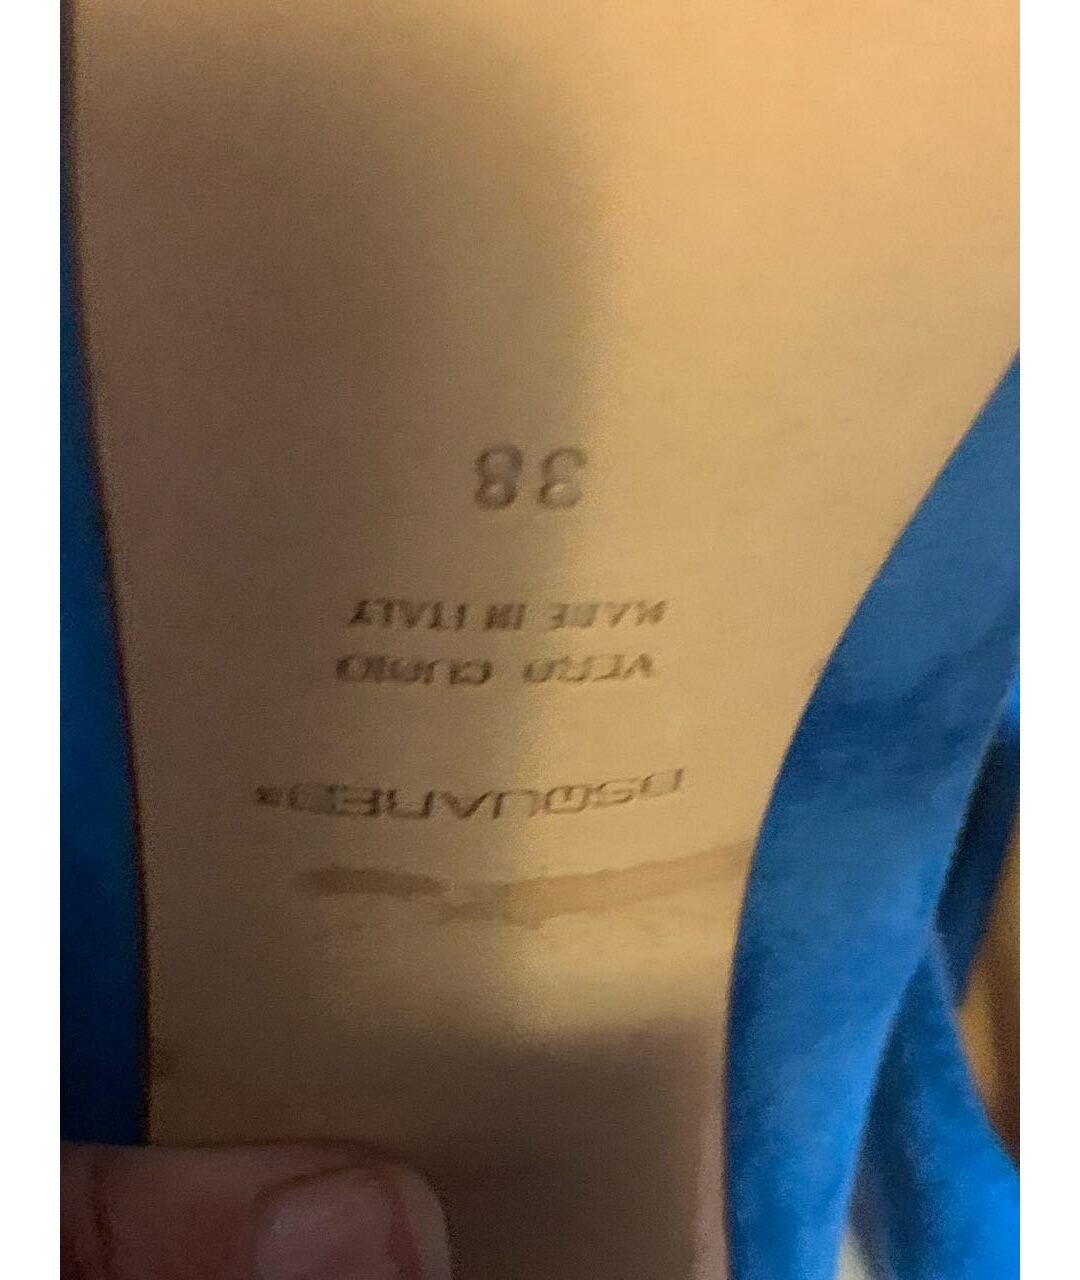 DSQUARED2
VERO CUOIO
MADE IN ITALY
38